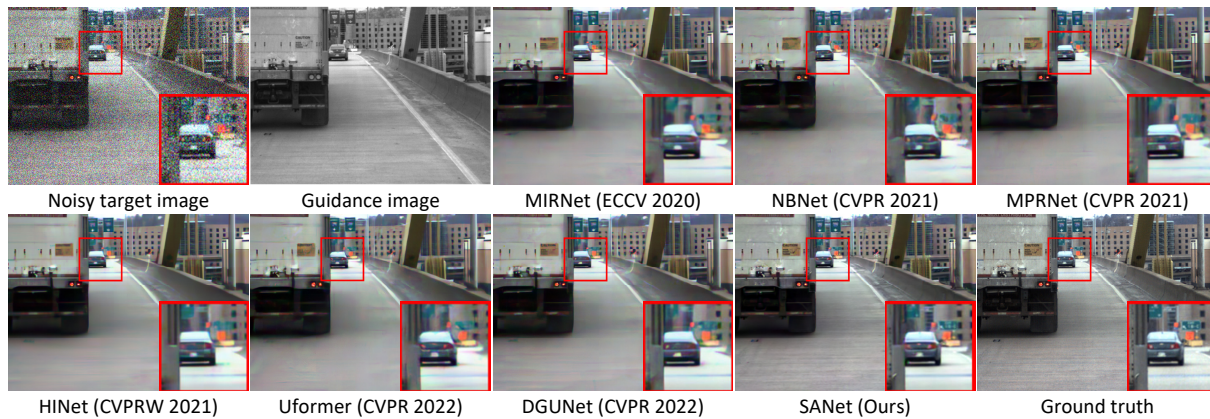 Noisy target image
Guidance image
MIRNet (ECCV 2020)
NBNet (CVPR 2021)
MPRNet (CVPR 2021)
HINet (CVPRW 2021)
Uformer (CVPR 2022)
DGUNet (CVPR 2022)
SANet (Ours)
Ground truth